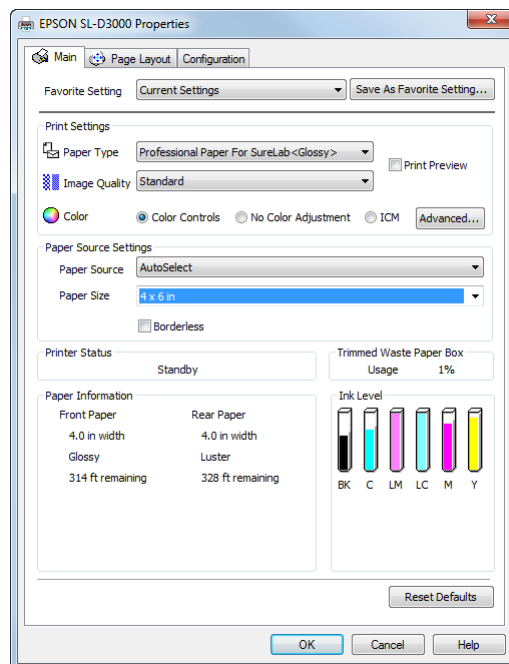 EPSON SL-D3000 Properties
Main
Page Layout
Configuration
Favorite Setting
Current Settings
Save As Favorite Setting...
Print Settings
Paper Type
Professional Paper For SureLab<Glossy>
Print Preview
Image Quality
Standard
Color
Color Controls
No Color Adjustment
ICM
Advanced...
Paper Source Settings
Paper Source
AutoSelect
Paper Size
4 x 6 in
Borderless
Printer Status
Standby
Trimmed Waste Paper Box
Usage 1%
Paper Information
Front Paper Rear Paper
4.0 in width 4.0 in width
Glossy Luster
314 ft remaining 328 ft remaining
Ink Level
BK C LM LC M Y
Reset Defaults
OK
Cancel
Help